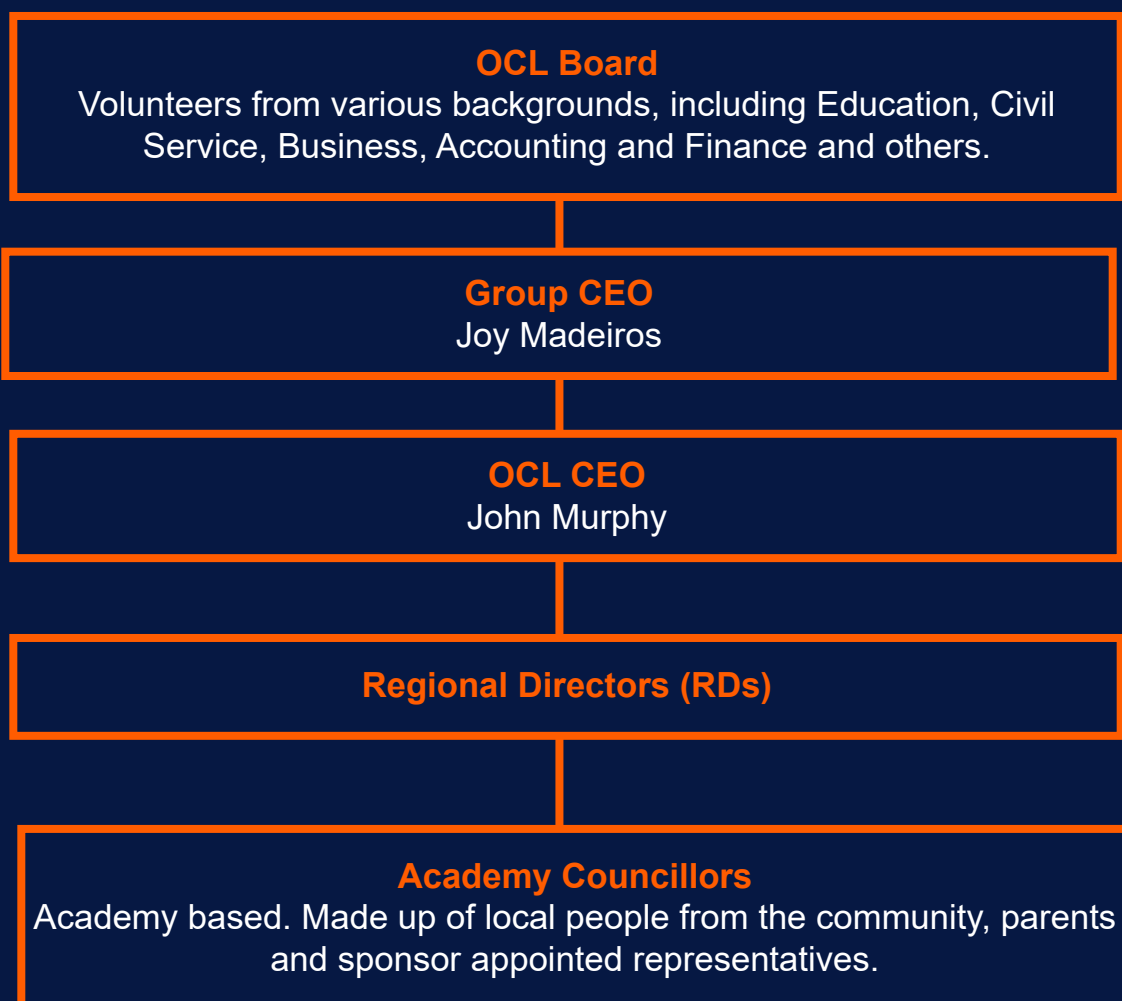 OCL Board
Volunteers from various backgrounds, including Education, Civil
Service, Business, Accounting and Finance and others.
Group CEO
Joy Madeiros
OCL CEO
John Murphy
Regional Directors (RDs)
Academy Councillors
Academy based. Made up of local people from the community, parents
and sponsor appointed representatives.